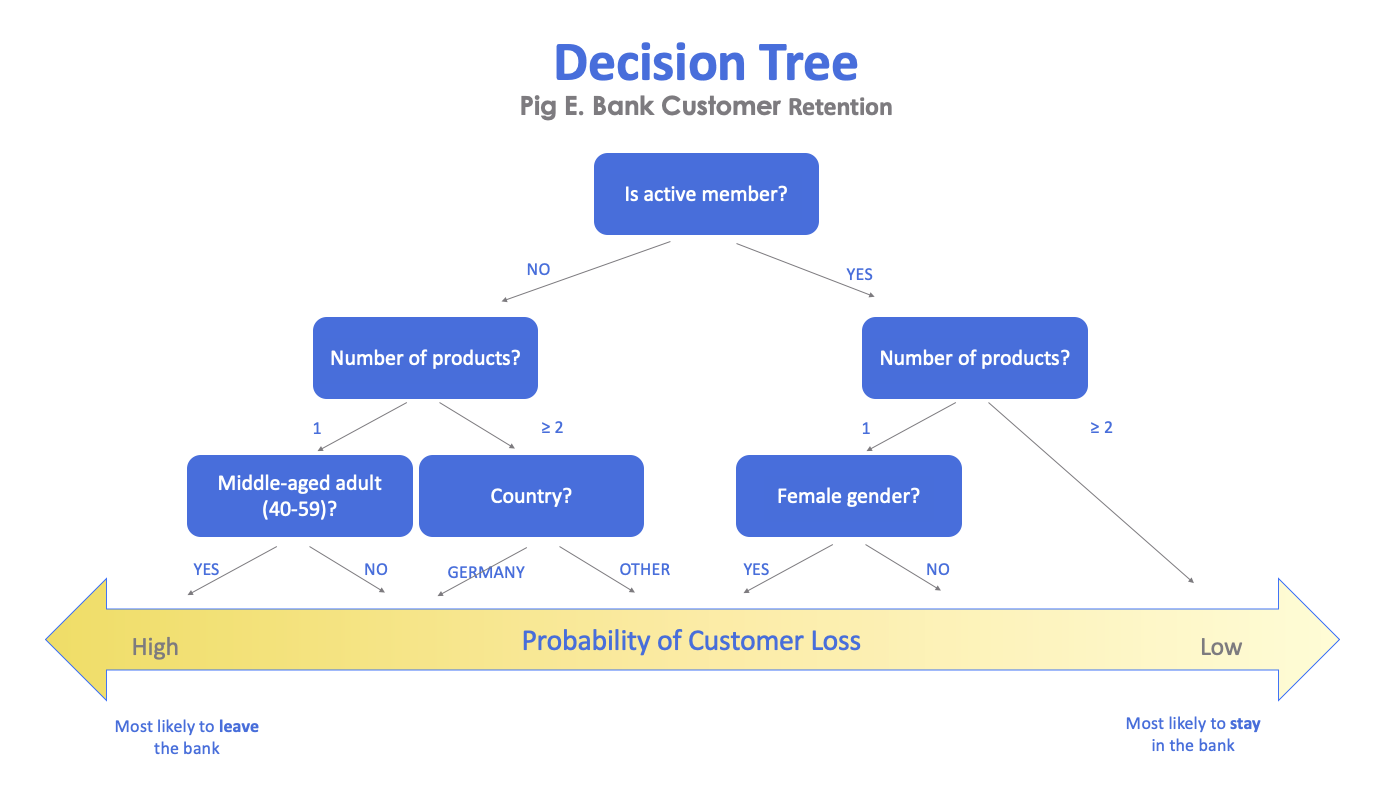 Decision Tree
Pig E. Bank Customer Retention
Is active member?
NO
YES
Number of products?
Number of products?
1
≥ 2
1
≥ 2
Middle-aged adult
(40-59)?
Country?
Female gender?
YES
NO
GERMANY
OTHER
YES
NO
High
Probability of Customer Loss
Low
Most likely to leave
the bank
Most likely to stay
in the bank